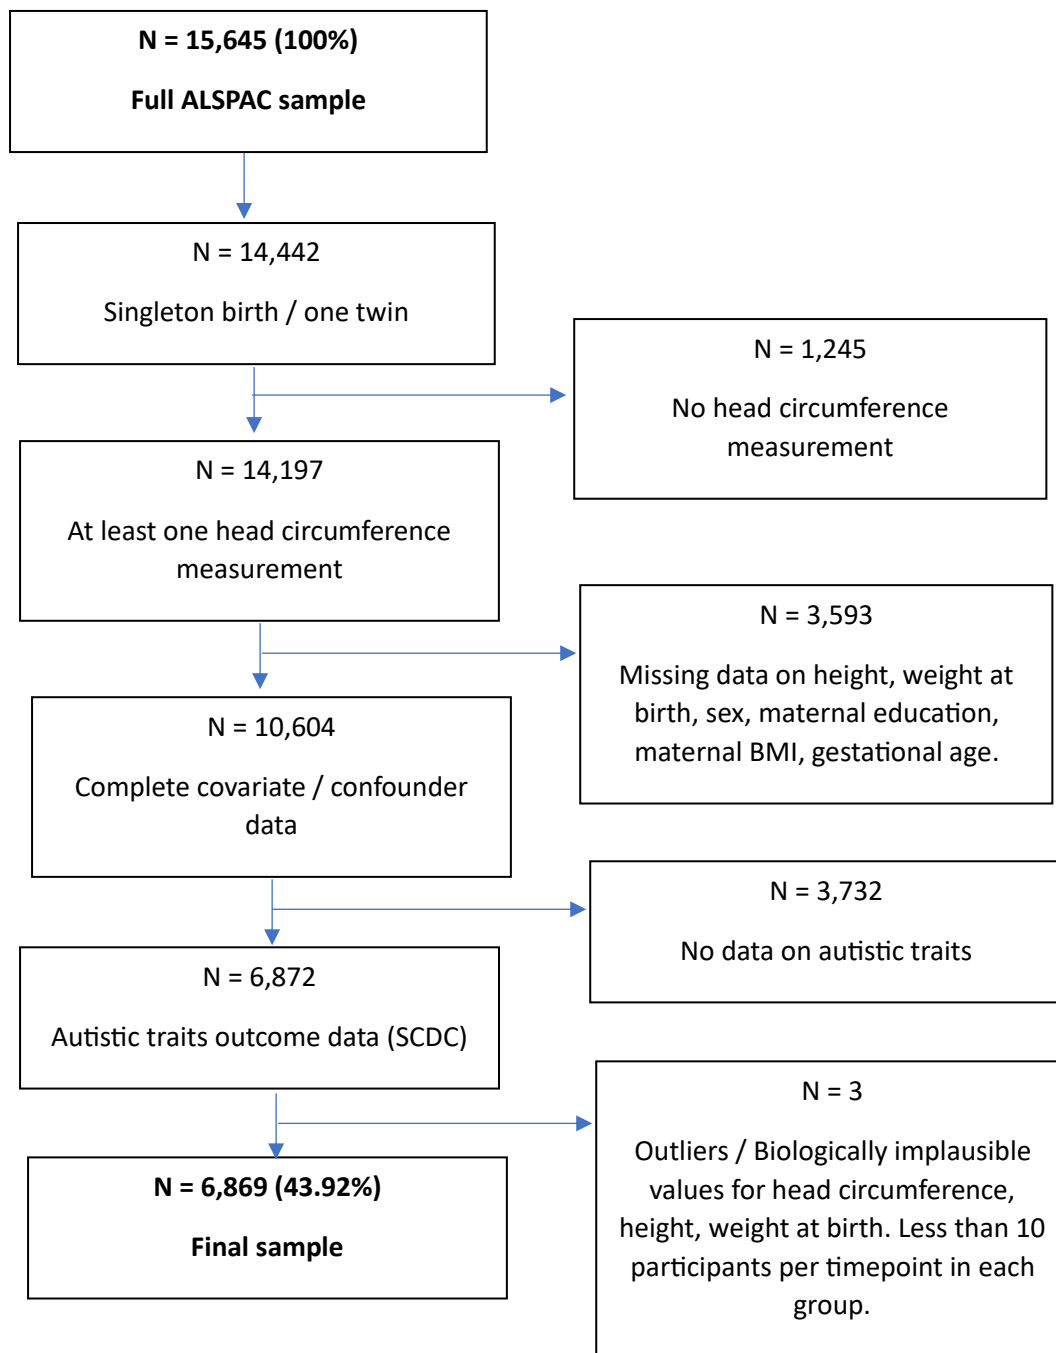 N = 15,645 (100%)
Full ALSPAC sample
N = 14,442
Singleton birth / one twin
N = 1,245
No head circumference
measurement
N = 14,197
At least one head circumference
measurement
N = 3,593
Missing data on height, weight at
birth, sex, maternal education,
maternal BMI, gestational age.
N = 10,604
Complete covariate / confounder
data
N = 3,732
No data on autistic traits
N = 6,872
Autistic traits outcome data (SCDC)
N = 3
Outliers / Biologically implausible
values for head circumference,
height, weight at birth. Less than 10
participants per timepoint in each
group.
N = 6,869 (43.92%)
Final sample